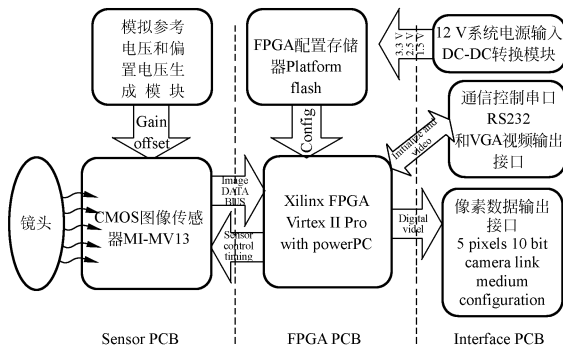 模拟参考
电压和偏
置电压生
成 模 块
Gain
offset
镜头
CMOS图像传感
器MI-MV13
Sensor PCB
FPGA配置存储
器Platform
flash
Config
Image
DATA
BUS
Sensor
control
timing
Xilinx FPGA
Virtex II Pro
with powerPC
FPGA PCB
3.3 V
2.5 V
1.5 V
12 V系统电源输入
DC-DC转换模块
Initialize and
video
通信控制串口
RS232
和VGA视频输出
接口
Digital
videl
像素数据输出
接口
5 pixels 10 bit
camera link
medium
configuration
Interface PCB